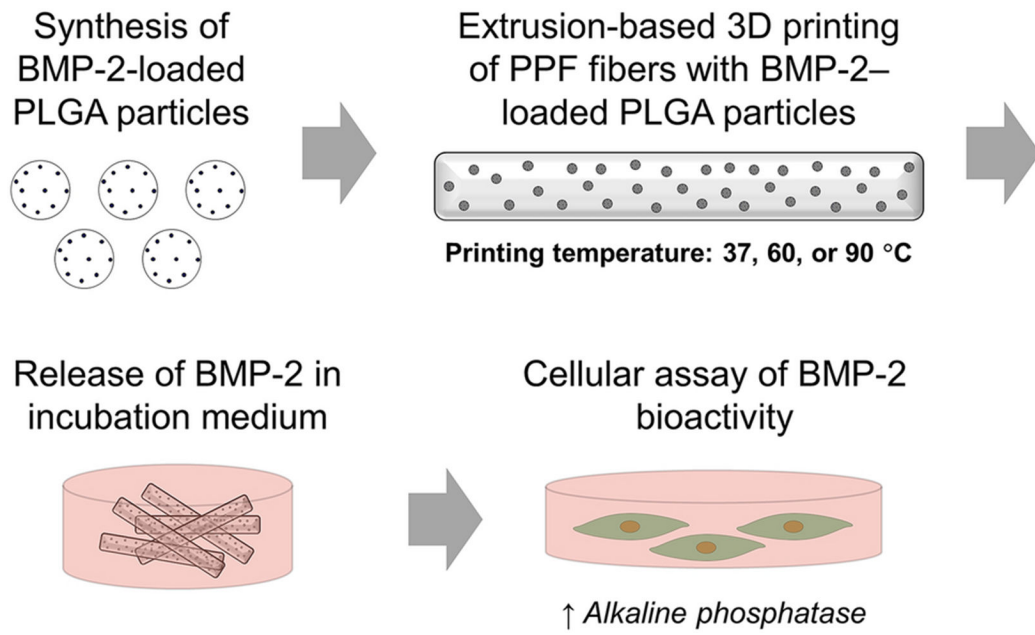 Synthesis of
BMP-2-loaded
PLGA particles
Extrusion-based 3D printing
of PPF fibers with BMP-2–
loaded PLGA particles
Printing temperature: 37, 60, or 90 °C
Release of BMP-2 in
incubation medium
Cellular assay of BMP-2
bioactivity
↑ Alkaline phosphatase